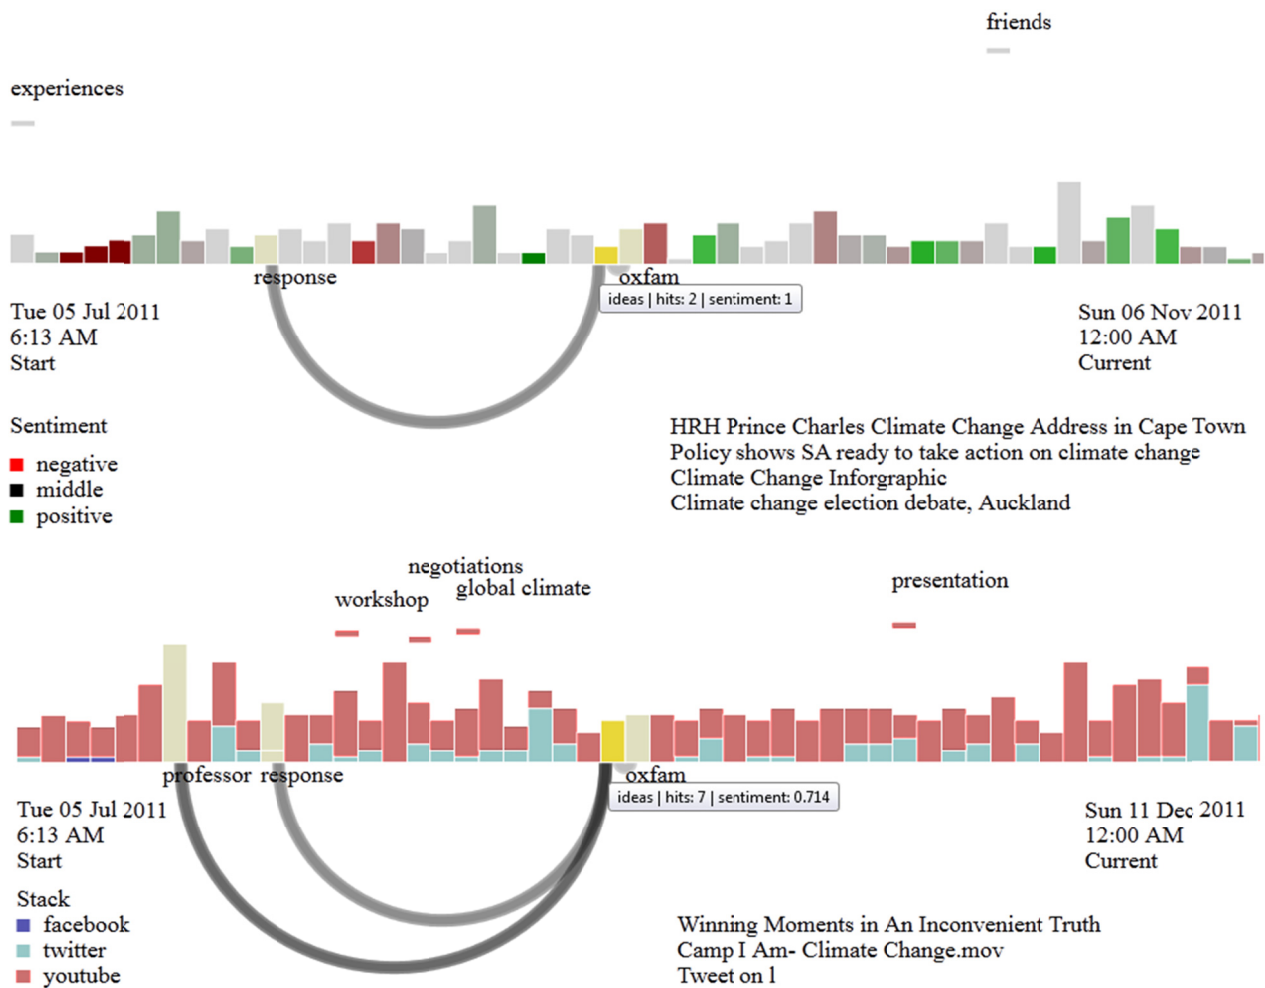 friends
experiences
response
oxfam
ideas | hits: 2 | sentiment: 1
Tue 05 Jul 2011
6:13 AM
Start
Sun 06 Nov 2011
12:00 AM
Current
Sentiment
negative
middle
positive
HRH Prince Charles Climate Change Address in Cape Town
Policy shows SA ready to take action on climate change
Climate Change Inforgraphic
Climate change election debate, Auckland
negotiations
global climate
workshop
presentation
professor
response
oxfam
ideas | hits: 7 | sentiment: 0.714
Tue 05 Jul 2011
6:13 AM
Start
Sun 11 Dec 2011
12:00 AM
Current
Stack
facebook
twitter
youtube
Winning Moments in An Inconvenient Truth
Camp I Am- Climate Change.mov
Tweet on l